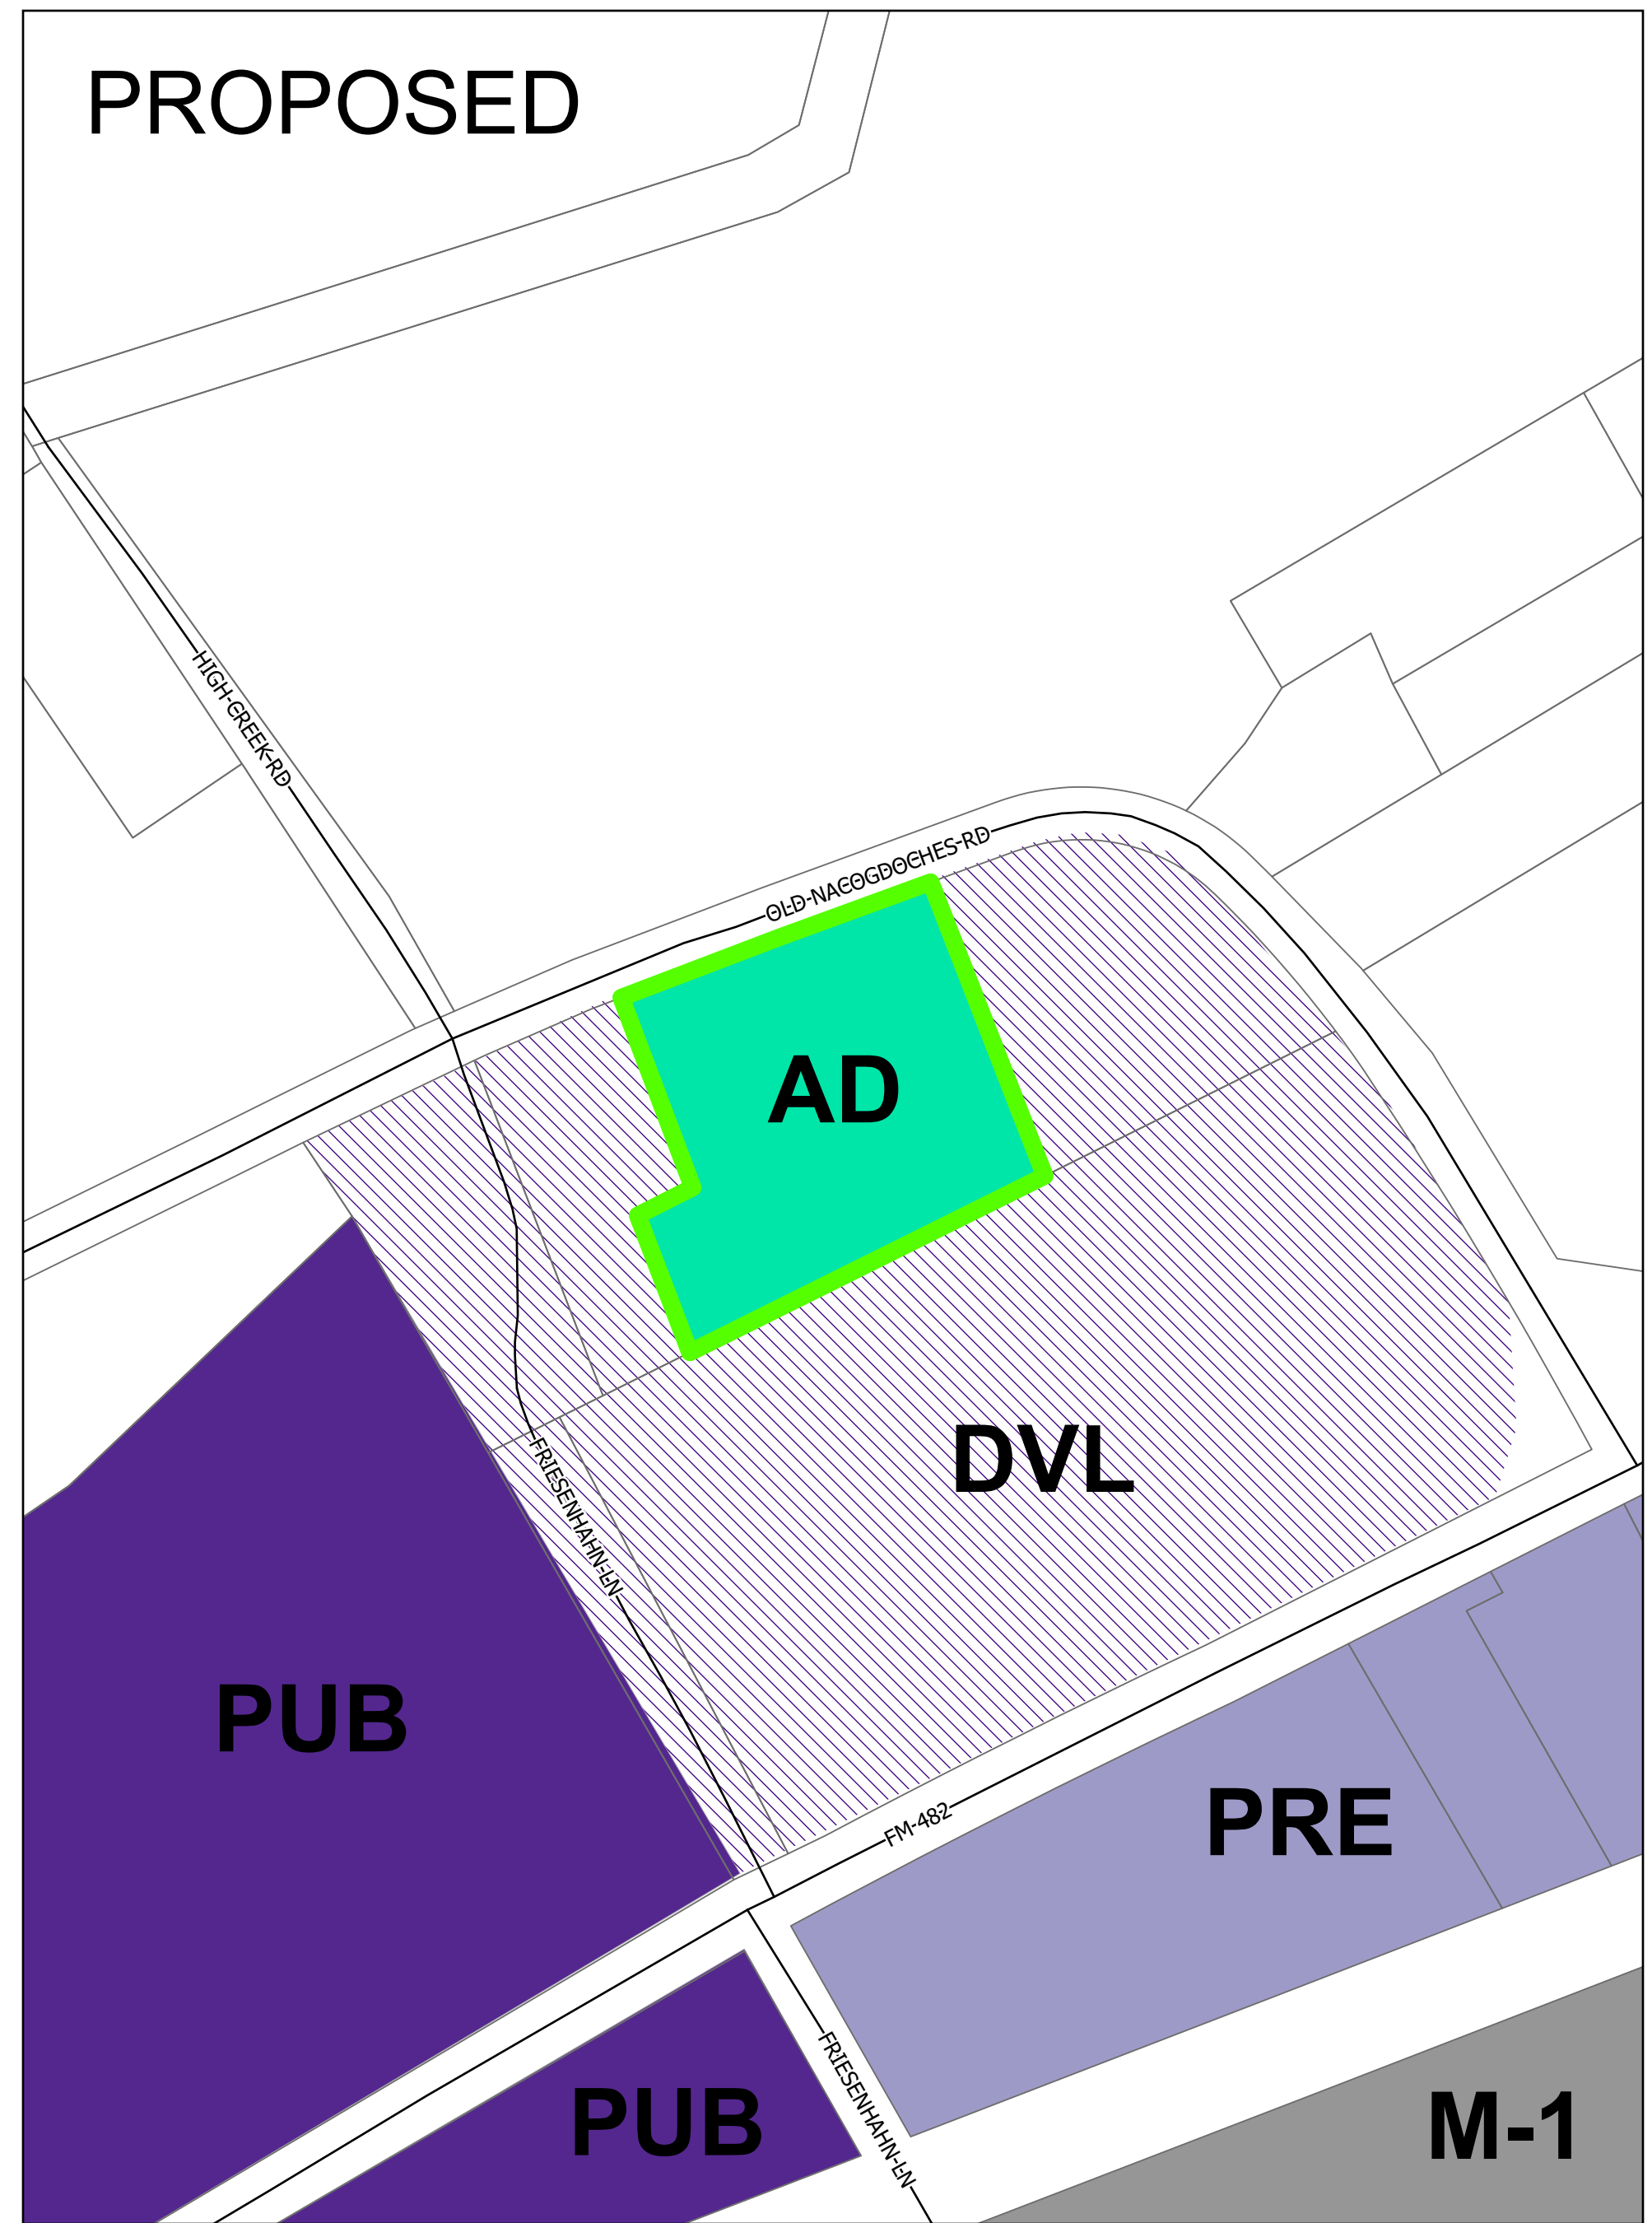 PROPOSED
HIGH-CREEK-RD
OLD-NACOGDOCHES-RD
AD
DVL
FRIESENHAHN-LN
PUB
PRE
FM-482
PUB
FRIESENHAHN-LN
M-1